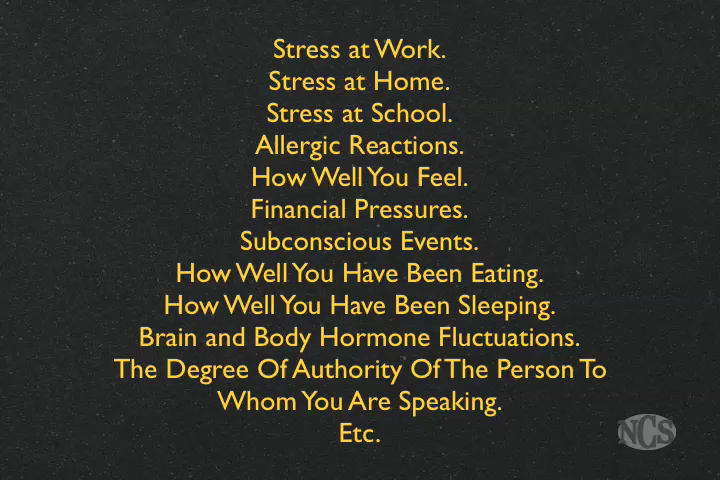 Stress at Work.
Stress at Home.
Stress at School.
Allergic Reactions.
How Well You Feel.
Financial Pressures.
Subconscious Events.
How Well You Have Been Eating.
How Well You Have Been Sleeping.
Brain and Body Hormone Fluctuations.
The Degree Of Authority Of The Person To
Whom You Are Speaking.
Etc.
NCS